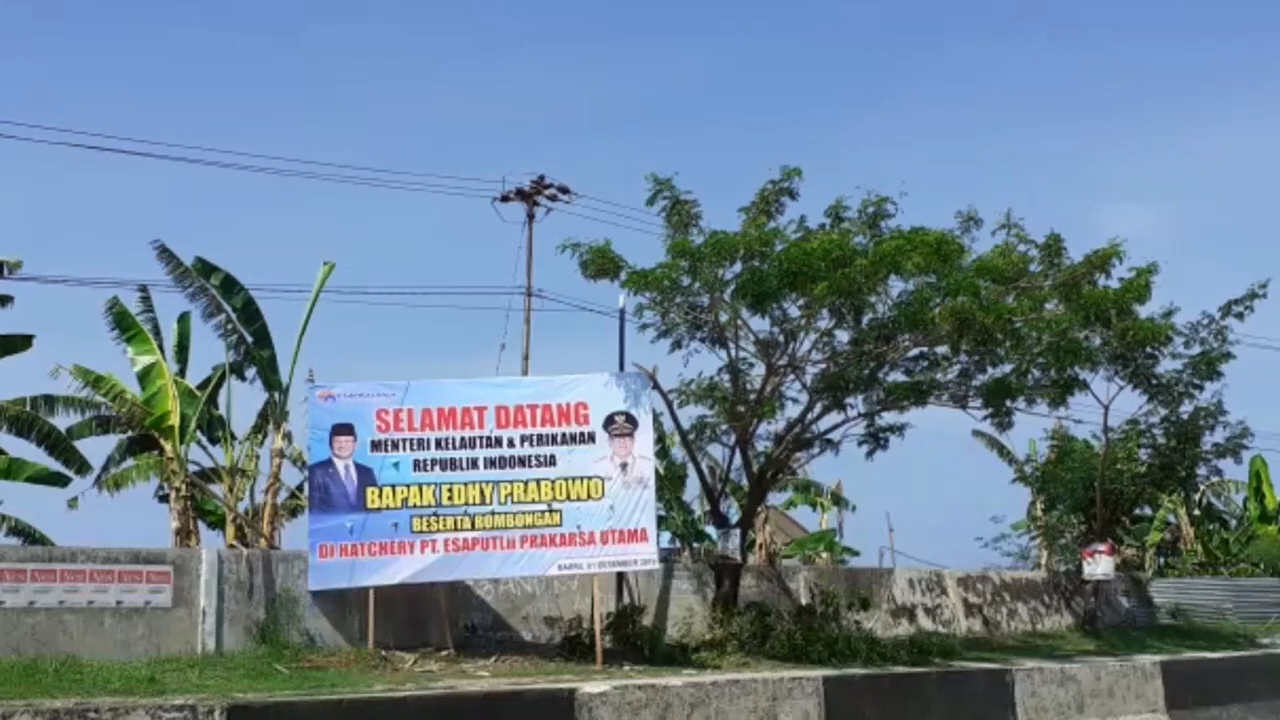 SELAMAT DATANG
MENTERI KELAUTAN & PERIKANAN
REPUBLIK INDONESIA
BAPAK EDHY PRABOWO
BESERTA ROMBONGAN
DI HATCHERY PT. ESAPUTLII PRAKARSA UTAMA